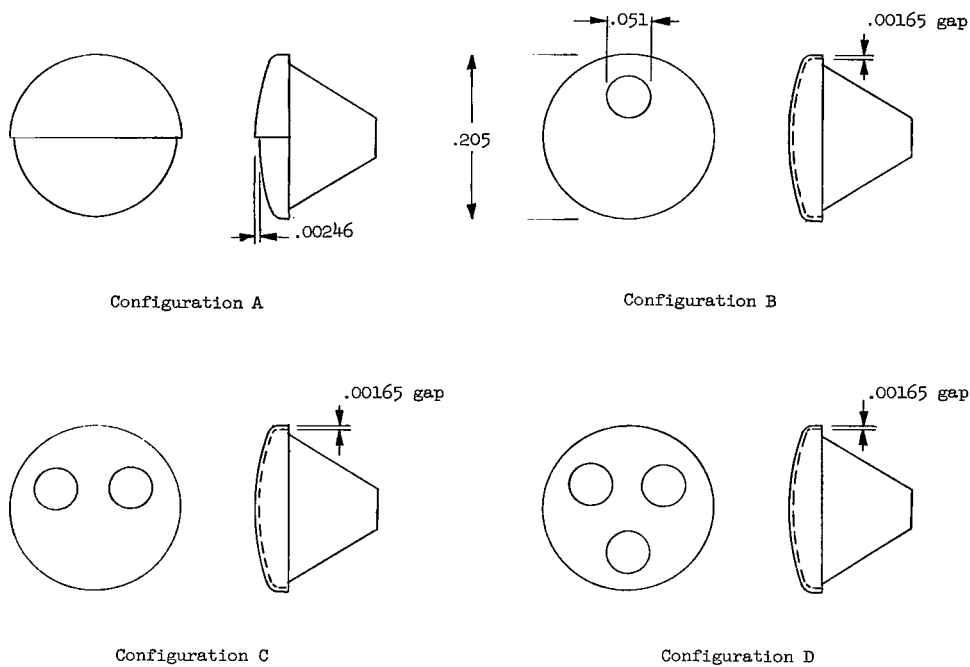 .051
.00165 gap
.205
.00246
Configuration A
Configuration B
.00165 gap
.00165 gap
Configuration C
Configuration D